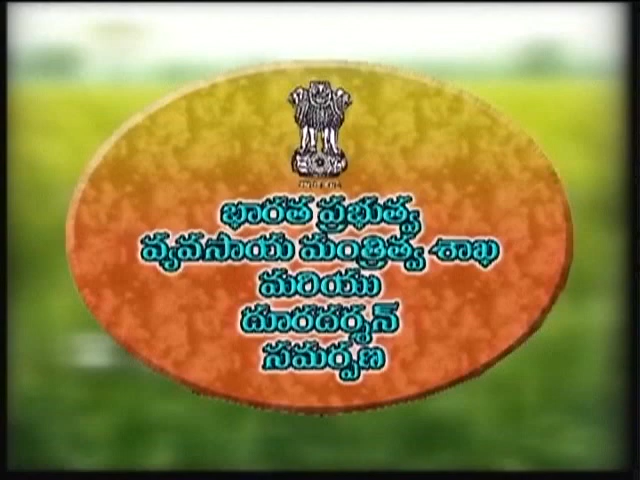 భారత ప్రభుత్వ
వ్యవసాయ మంత్రిత్వ శాఖ
మరియు
దూరదర్శన్
సమర్పణ